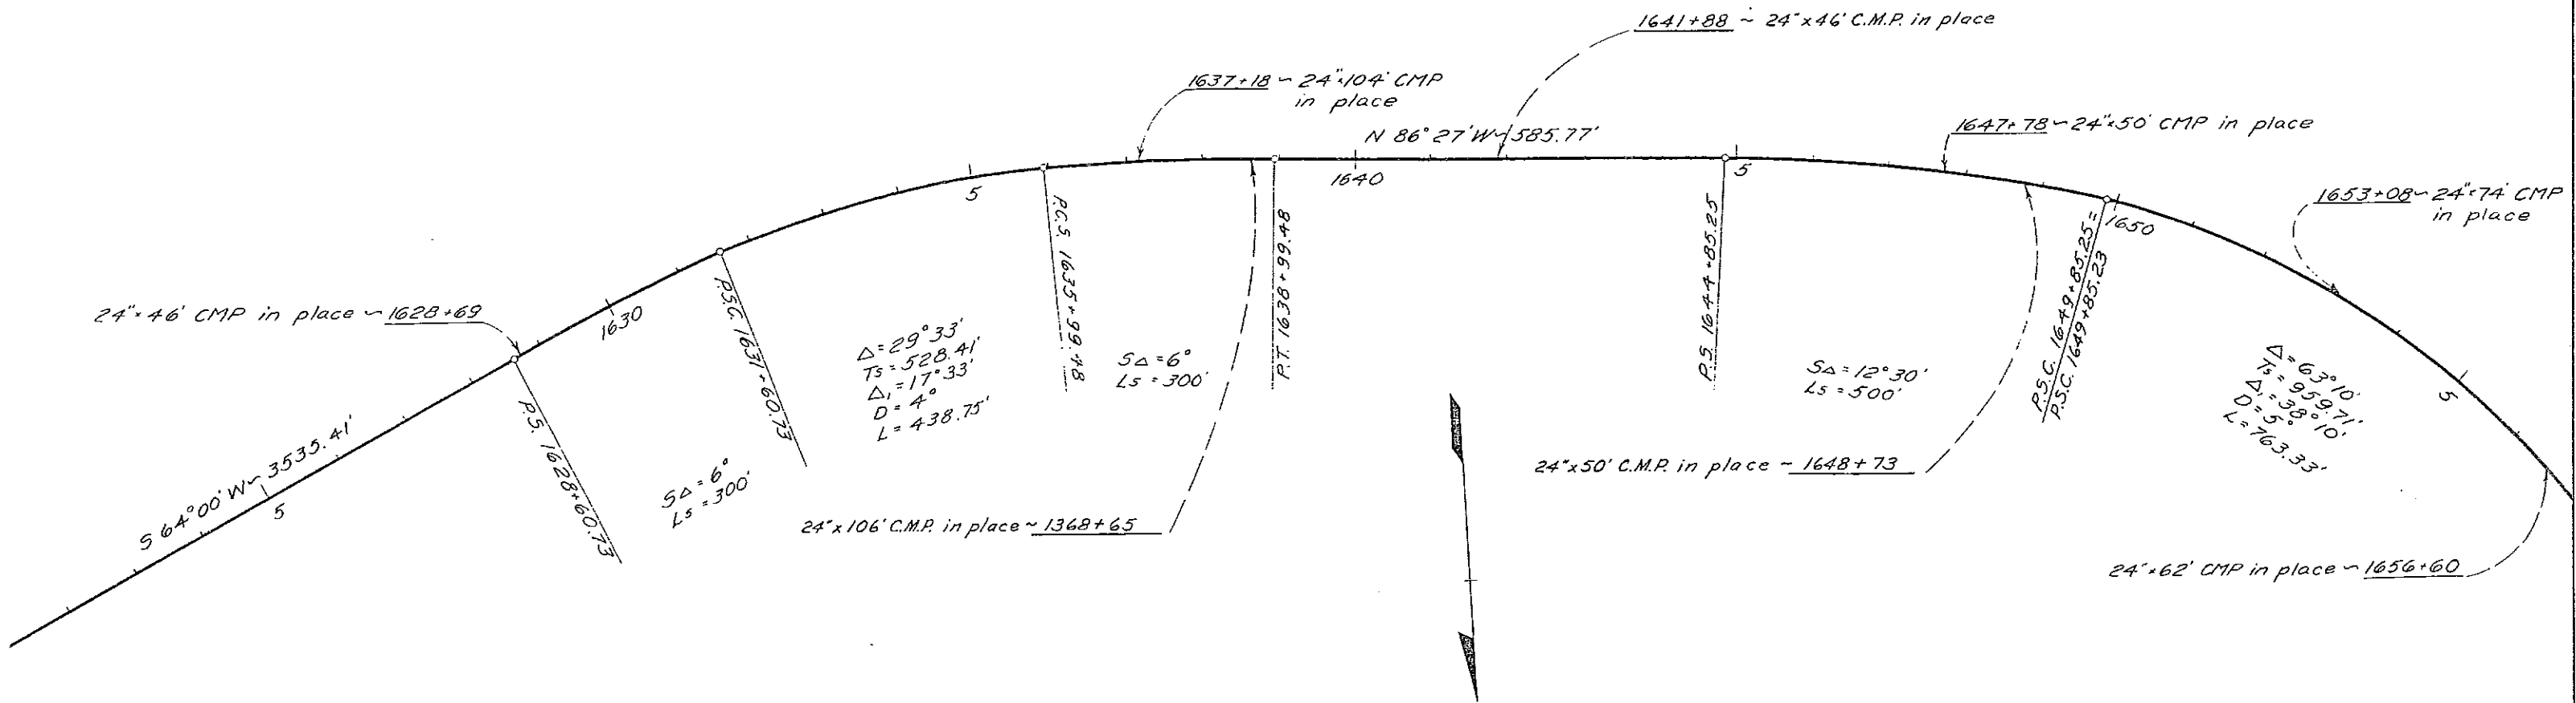 1641+88 ~ 24"x46' C.M.P. in place
1637+18 ~ 24"x104' CMP
in place
N 86°27'W~585.77'
1647+78~24"x50' CMP in place
1653+08~24"x74' CMP
in place
24"x46' CMP in place ~ 1628+69
S 64°00'W~3535.41'
5
1630
5
1640
5
1650
5
P.S. 1628+60.73
SΔ=6°
Ls=300'
P.S.C. 1631+60.73
Δ=29°33'
Ts=528.41'
Δ₁=17°33'
D=4°
L=438.75'
P.C.S. 1635+99.48
SΔ=6°
Ls=300'
P.T. 1638+99.48
P.S. 1644+85.25
SΔ=12°30'
Ls=500'
P.S.C. 1649+85.25=
P.S.C. 1649+85.23
Δ=63°10'
Ts=959.71'
Δ₁=38°10'
D=5°
L=763.33'
24"x106' C.M.P. in place ~ 1368+65
24"x50' C.M.P. in place ~ 1648+73
24"x62' CMP in place ~ 1656+60